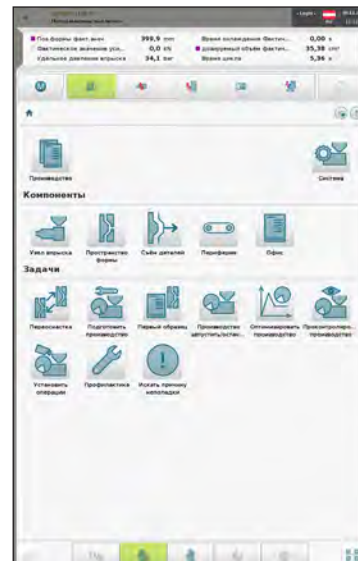 - Login -
Поз.формы факт.знач. 399,9 mm Время охлаждения Фактич... 0,00 s
Фактическое значение уси... 0,0 kN Дозируемый объём фактич... 35,38 cm³
Удельное давление впрыска 34,1 bar Время цикла 5,36 s
Производство Система
Компоненты
Узел впрыска Пространство формы Съём деталей Периферия Офис
Задачи
Переоснастка Подготовить производство Первый образец Производство запустить/остан... Оптимизировать производство Проконтролиро... производство
Установить операции Профилактика Искать причину неполадки